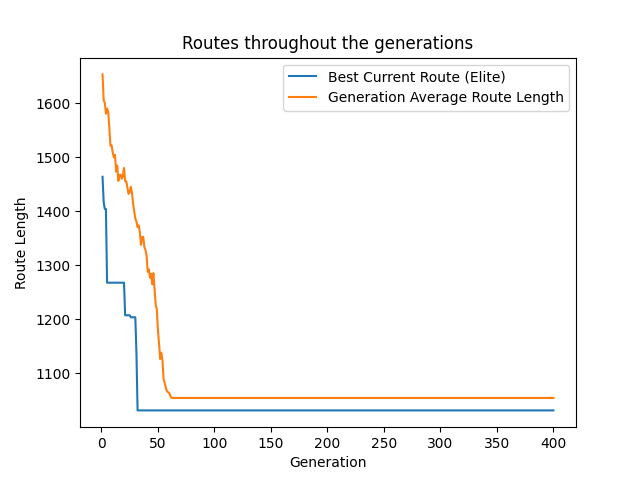 Routes throughout the generations
Best Current Route (Elite)
Generation Average Route Length
Route Length
1600
1500
1400
1300
1200
1100
0 50 100 150 200 250 300 350 400
Generation